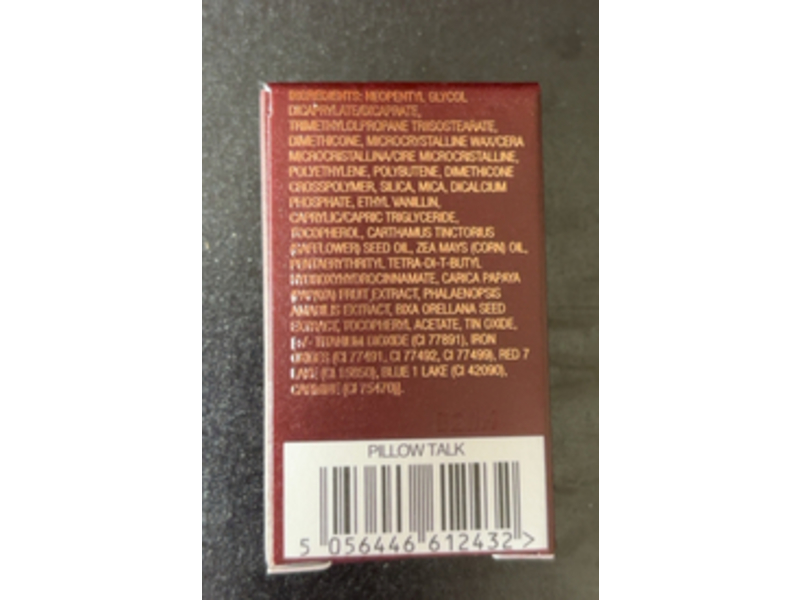 INGREDIENTS: NEOPENTYL GLYCOL
DICAPRYLATE/DICAPRATE,
TRIMETHYLOLPROPANE TRIISOSTEARATE,
DIMETHICONE, MICROCRYSTALLINE WAX/CERA
MICROCRISTALLINA/CIRE MICROCRISTALLINE,
POLYETHYLENE, POLYBUTENE, DIMETHICONE
CROSSPOLYMER, SILICA, MICA, DICALCIUM
PHOSPHATE, ETHYL VANILLIN,
CAPRYLIC/CAPRIC TRIGLYCERIDE,
TOCOPHEROL, CARTHAMUS TINCTORIUS
(SAFFLOWER) SEED OIL, ZEA MAYS (CORN) OIL,
PENTAERYTHRITYL TETRA-DI-T-BUTYL
HYDROXYHYDROCINNAMATE, CARICA PAPAYA
(PAPAYA) FRUIT EXTRACT, PHALAENOPSIS
AMABILIS EXTRACT, BIXA ORELLANA SEED
EXTRACT, TOCOPHERYL ACETATE, TIN OXIDE,
[+/- TITANIUM DIOXIDE (CI 77891), IRON
OXIDES (CI 77491, CI 77492, CI 77499), RED 7
LAKE (CI 15850), BLUE 1 LAKE (CI 42090),
CARMINE (CI 75470)].
PILLOW TALK
5 056446 612432 >